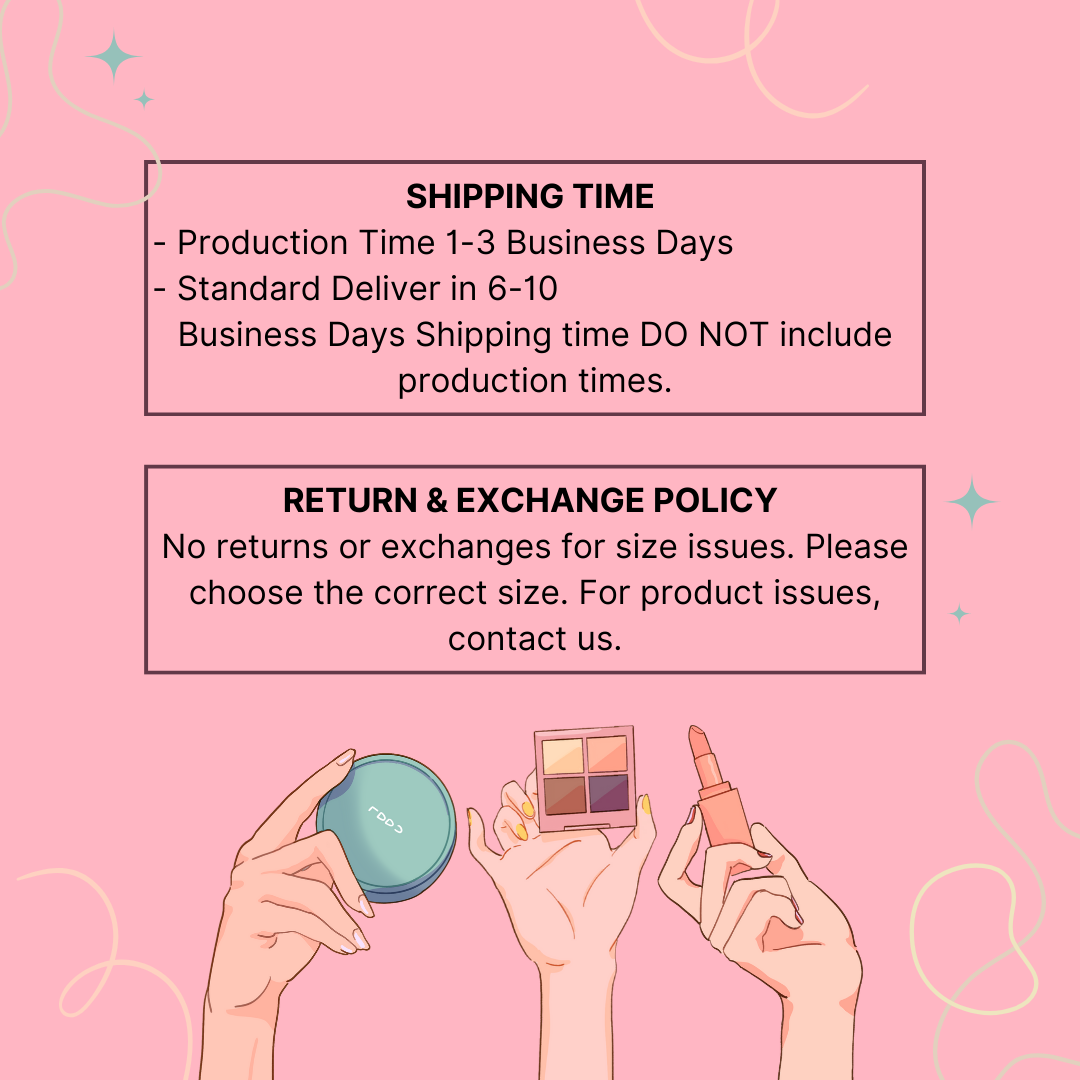 SHIPPING TIME
- Production Time 1-3 Business Days
- Standard Deliver in 6-10
Business Days Shipping time DO NOT include
production times.
RETURN & EXCHANGE POLICY
No returns or exchanges for size issues. Please
choose the correct size. For product issues,
contact us.